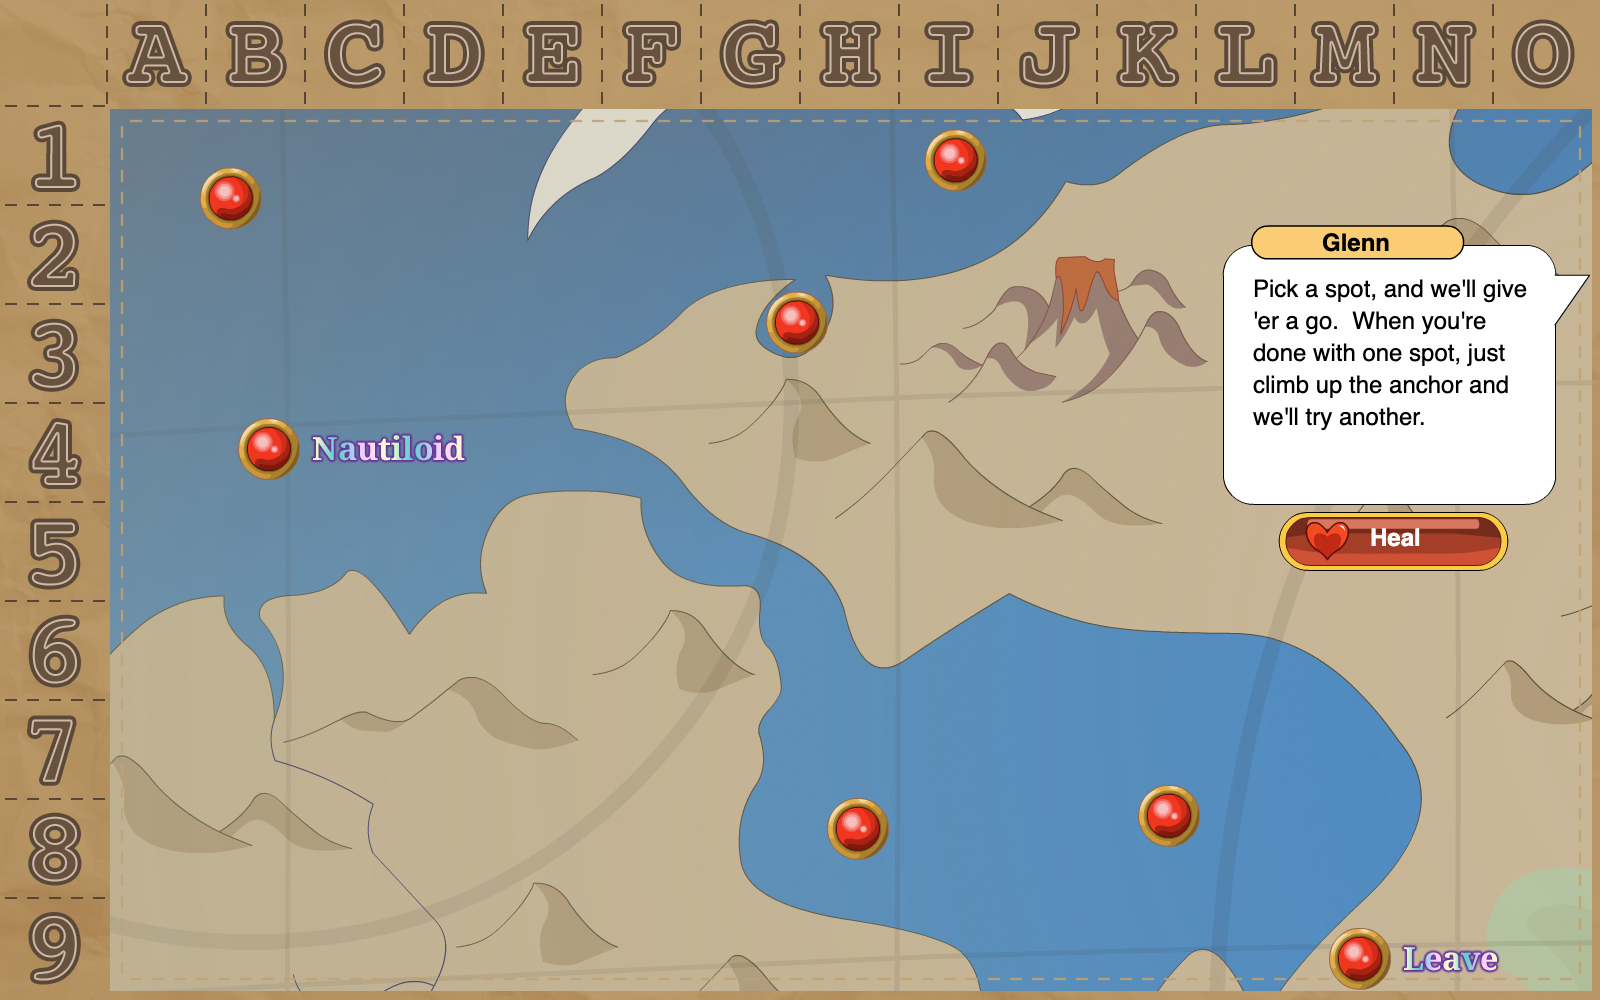 A B C D E F G H I J K L M N O
1
2
3
4
5
6
7
8
9
Glenn
Pick a spot, and we'll give
'er a go.  When you're
done with one spot, just
climb up the anchor and
we'll try another.
Nautiloid
Heal
Leave